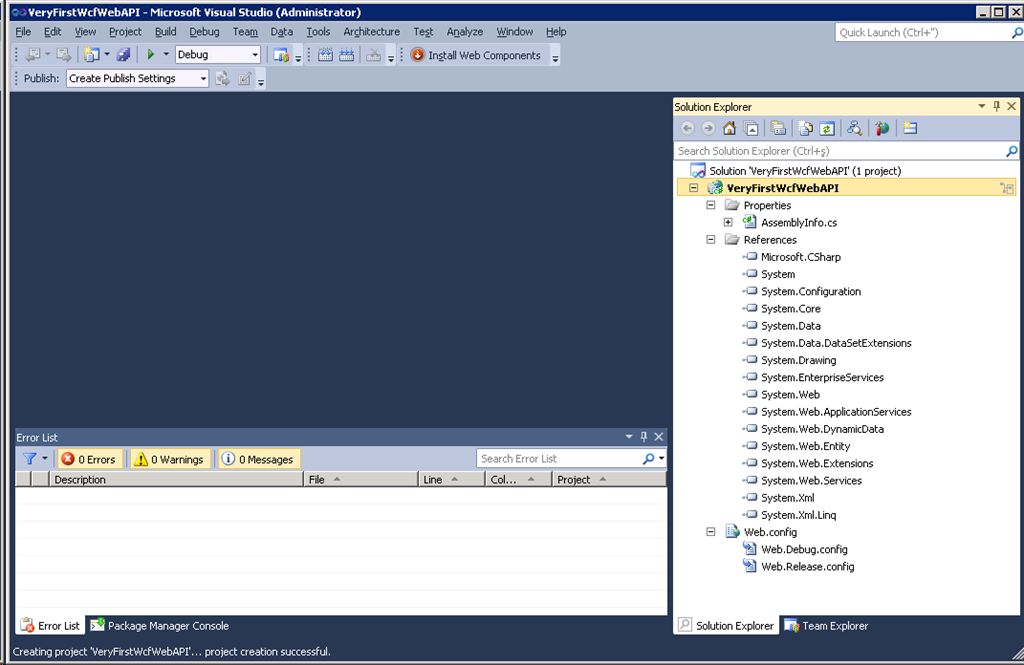 VeryFirstWcfWebAPI - Microsoft Visual Studio (Administrator)
File Edit View Project Build Debug Team Data Tools Architecture Test Analyze Window Help
Quick Launch (Ctrl+")
Debug
Install Web Components
Publish: Create Publish Settings
Solution Explorer
Search Solution Explorer (Ctrl+ş)
Solution 'VeryFirstWcfWebAPI' (1 project)
VeryFirstWcfWebAPI
Properties
AssemblyInfo.cs
References
Microsoft.CSharp
System
System.Configuration
System.Core
System.Data
System.Data.DataSetExtensions
System.Drawing
System.EnterpriseServices
System.Web
System.Web.ApplicationServices
System.Web.DynamicData
System.Web.Entity
System.Web.Extensions
System.Web.Services
System.Xml
System.Xml.Linq
Web.config
Web.Debug.config
Web.Release.config
Solution Explorer Team Explorer
Error List
0 Errors 0 Warnings 0 Messages Search Error List
Description File Line Col... Project
Error List Package Manager Console
Creating project 'VeryFirstWcfWebAPI'... project creation successful.